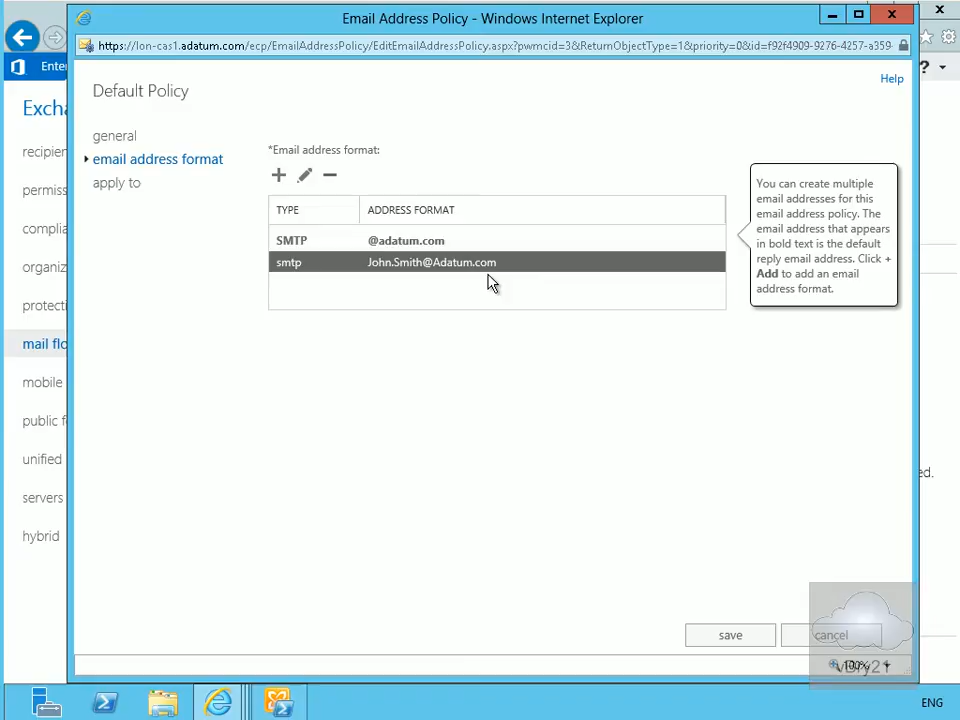 Email Address Policy - Windows Internet Explorer
https://lon-cas1.adatum.com/ecp/EmailAddressPolicy/EditEmailAddressPolicy.aspx?pwmcid=3&ReturnObjectType=1&priority=0&id=f92f4909-9276-4257-a359-
Enter
?
Help
Excha
Default Policy
general
email address format
apply to
recipien
permis
complia
organiz
protecti
mail flo
mobile
public f
unified
servers
hybrid
*Email address format:
TYPE
ADDRESS FORMAT
SMTP
@adatum.com
smtp
John.Smith@Adatum.com
You can create multiple
email addresses for this
email address policy. The
email address that appears
in bold text is the default
reply email address. Click +
Add to add an email
address format.
ed.
save
cancel
100%
vBry21
ENG